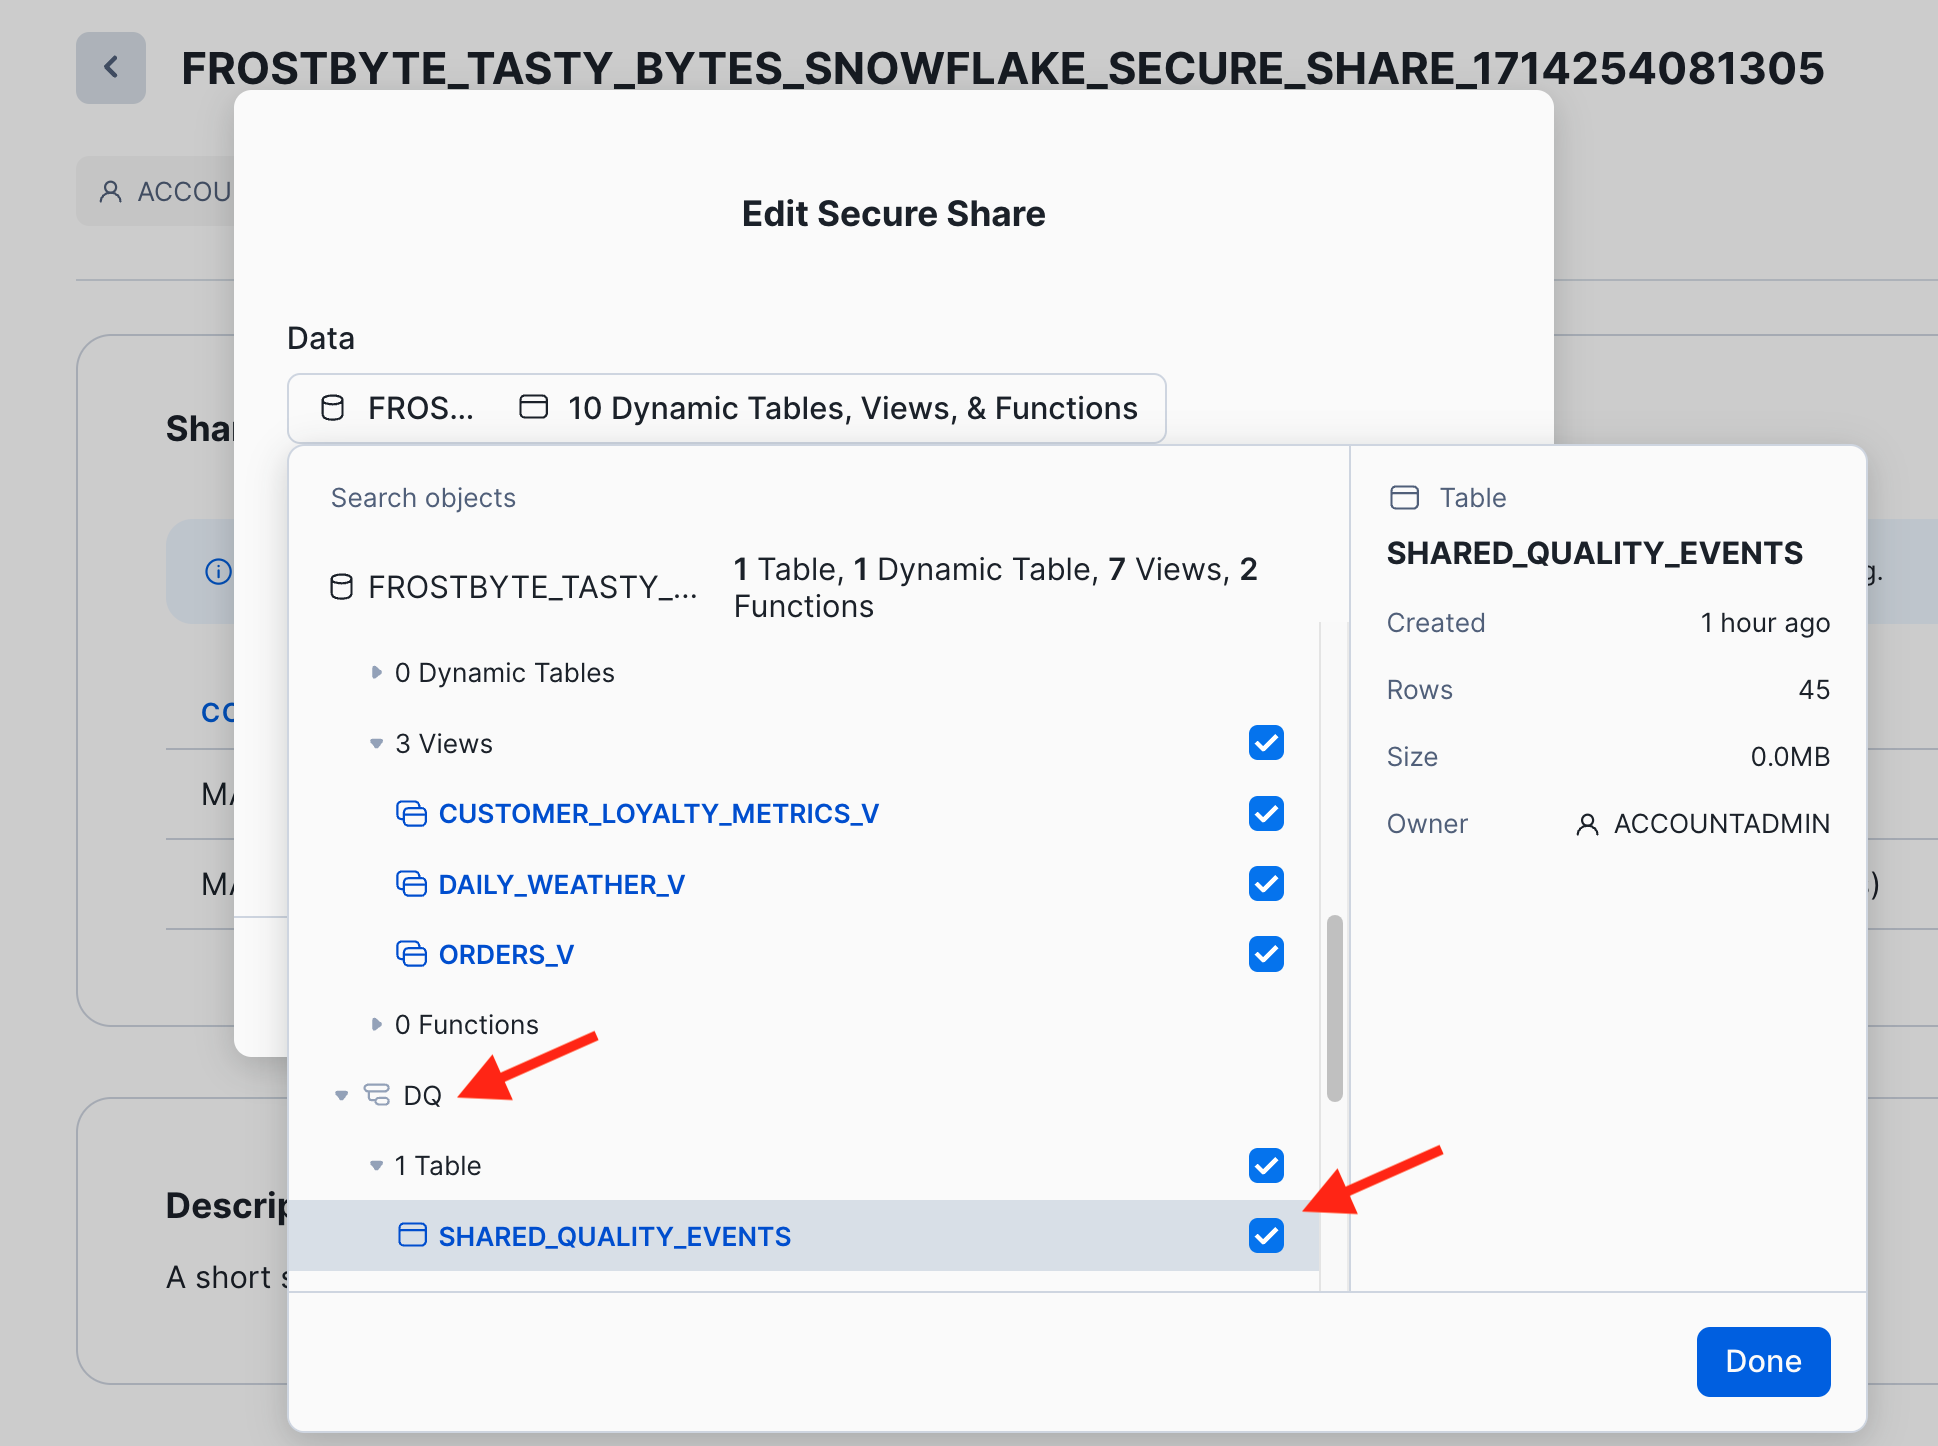 FROSTBYTE_TASTY_BYTES_SNOWFLAKE_SECURE_SHARE_1714254081305
ACCOU
Edit Secure Share
Data
FROS... 10 Dynamic Tables, Views, & Functions
Shar
Search objects
FROSTBYTE_TASTY_... 1 Table, 1 Dynamic Table, 7 Views, 2
Functions
0 Dynamic Tables
3 Views
CUSTOMER_LOYALTY_METRICS_V
DAILY_WEATHER_V
ORDERS_V
0 Functions
DQ
1 Table
SHARED_QUALITY_EVENTS
Table
SHARED_QUALITY_EVENTS
Created 1 hour ago
Rows 45
Size 0.0MB
Owner ACCOUNTADMIN
g.
CO
MA
MA
)
Descrip
A short s
Done